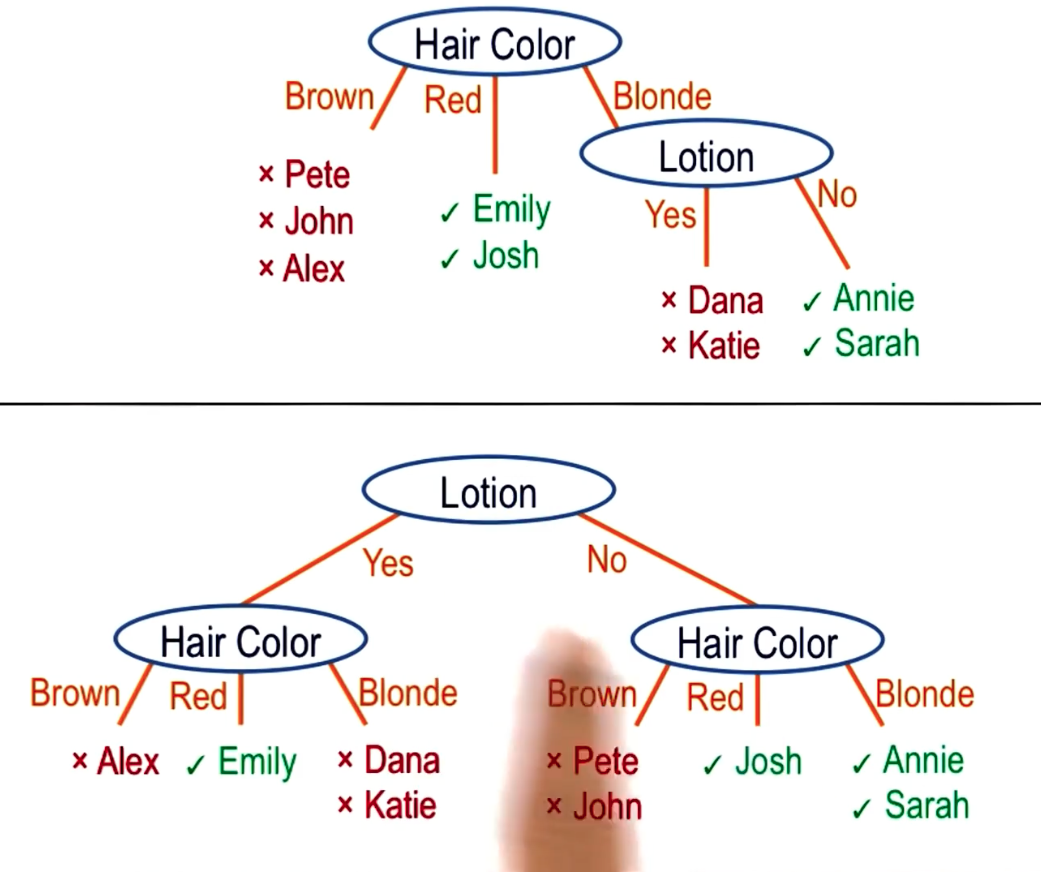 Hair Color
Brown Red Blonde
Lotion
Yes No
× Pete
× John
× Alex
✓ Emily
✓ Josh
× Dana
× Katie
✓ Annie
✓ Sarah
Lotion
Yes No
Hair Color
Brown Red Blonde
× Alex
✓ Emily
× Dana
× Katie
Hair Color
Brown Red Blonde
× Pete
× John
✓ Josh
✓ Annie
✓ Sarah